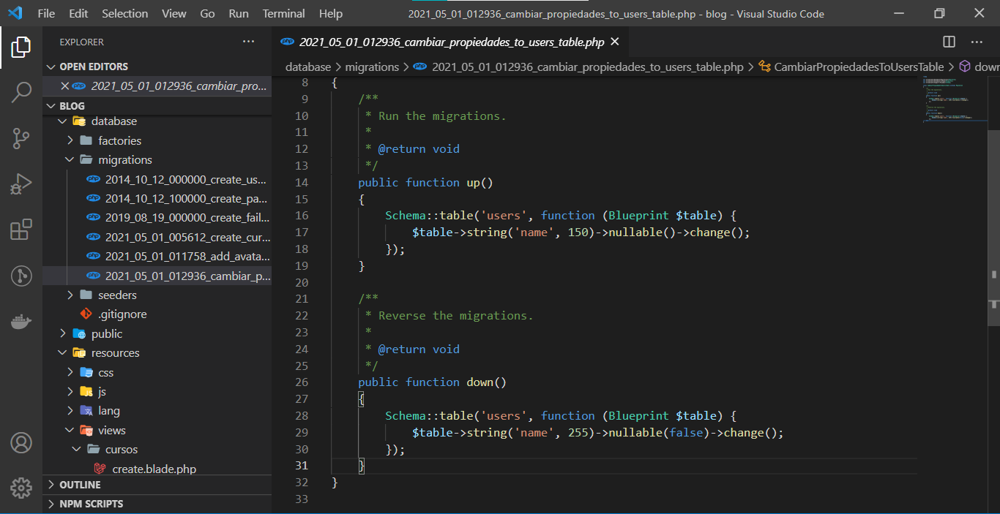 File Edit Selection View Go Run Terminal Help
2021_05_01_012936_cambiar_propiedades_to_users_table.php - blog - Visual Studio Code
EXPLORER
OPEN EDITORS
2021_05_01_012936_cambiar_pro...
BLOG
database
factories
migrations
2014_10_12_000000_create_us...
2014_10_12_100000_create_pa...
2019_08_19_000000_create_fail...
2021_05_01_005612_create_cur...
2021_05_01_011758_add_avata...
2021_05_01_012936_cambiar_p...
seeders
.gitignore
public
resources
css
js
lang
views
cursos
create.blade.php
OUTLINE
NPM SCRIPTS
php 2021_05_01_012936_cambiar_propiedades_to_users_table.php
database > migrations > php 2021_05_01_012936_cambiar_propiedades_to_users_table.php > CambiarPropiedadesToUsersTable > down
8 {
9 /**
10 * Run the migrations.
11 *
12 * @return void
13 */
14 public function up()
15 {
16 Schema::table('users', function (Blueprint $table) {
17 $table->string('name', 150)->nullable()->change();
18 });
19 }
20
21 /**
22 * Reverse the migrations.
23 *
24 * @return void
25 */
26 public function down()
27 {
28 Schema::table('users', function (Blueprint $table) {
29 $table->string('name', 255)->nullable(false)->change();
30 });
31 }
32 }
33